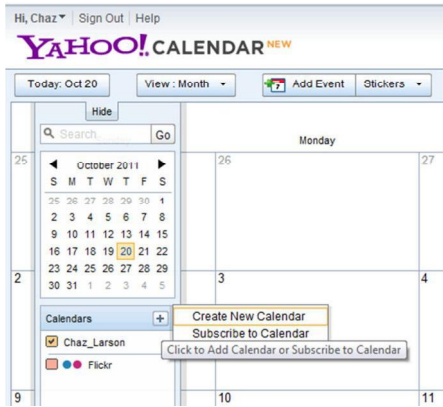 Hi, Chaz Sign Out Help
YAHOO! CALENDAR NEW
Today: Oct 20 View : Month Add Event Stickers
Hide
Search Go
Monday
25 26 27
October 2011
S M T W T F S
25 26 27 28 29 30 1
2 3 4 5 6 7 8
9 10 11 12 13 14 15
16 17 18 19 20 21 22
23 24 25 26 27 28 29
30 31 1 2 3 4 5
2 3 4
Calendars +
Create New Calendar
Subscribe to Calendar
Chaz_Larson
Click to Add Calendar or Subscribe to Calendar
Flickr
9 10 11